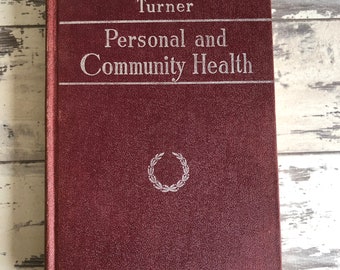 Turner
Personal and
Community Health